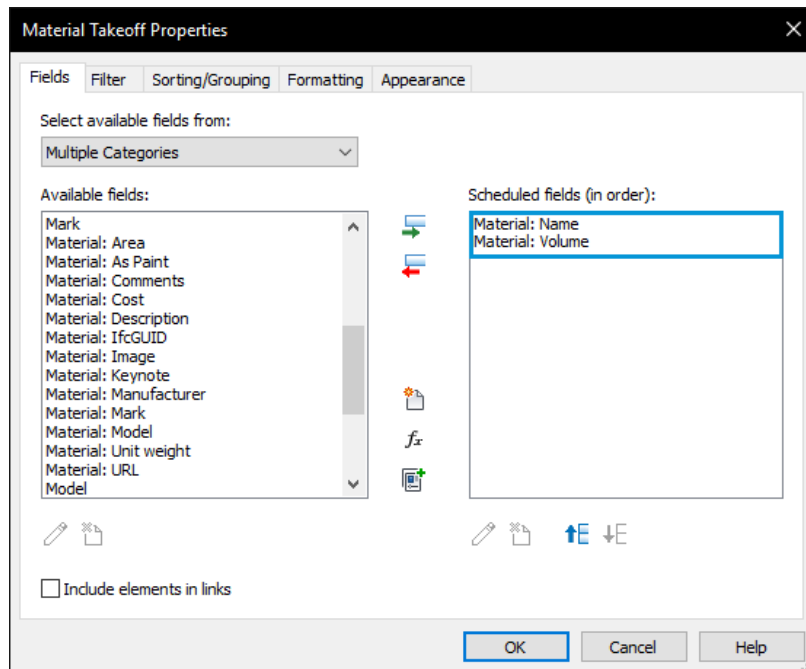 Material Takeoff Properties
Fields Filter Sorting/Grouping Formatting Appearance
Select available fields from:
Multiple Categories
Available fields:
Mark
Material: Area
Material: As Paint
Material: Comments
Material: Cost
Material: Description
Material: IfcGUID
Material: Image
Material: Keynote
Material: Manufacturer
Material: Mark
Material: Model
Material: Unit weight
Material: URL
Model
fx
Scheduled fields (in order):
Material: Name
Material: Volume
Include elements in links
OK Cancel Help